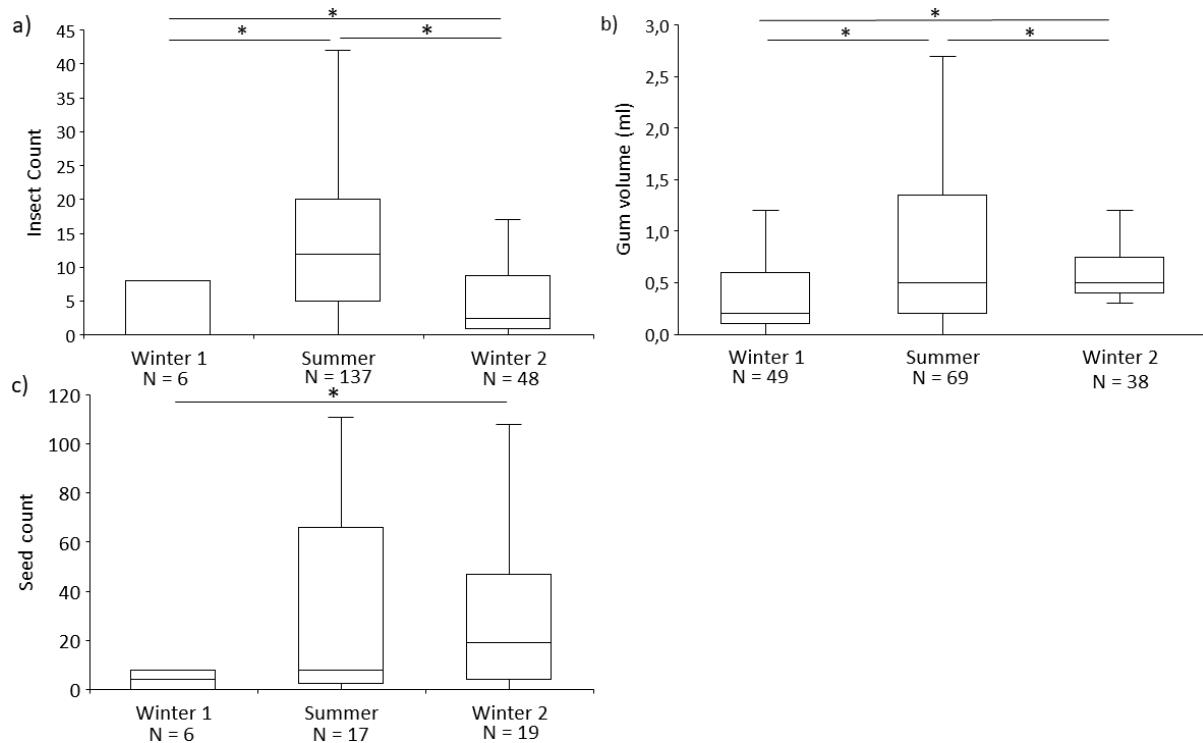 a)
*
* *
Insect Count
45
40
35
30
25
20
15
10
5
0
Winter 1 Summer Winter 2
N = 6 N = 137 N = 48
b)
*
* *
Gum volume (ml)
3,0
2,5
2,0
1,5
1,0
0,5
0,0
Winter 1 Summer Winter 2
N = 49 N = 69 N = 38
c)
*
Seed count
120
100
80
60
40
20
0
Winter 1 Summer Winter 2
N = 6 N = 17 N = 19